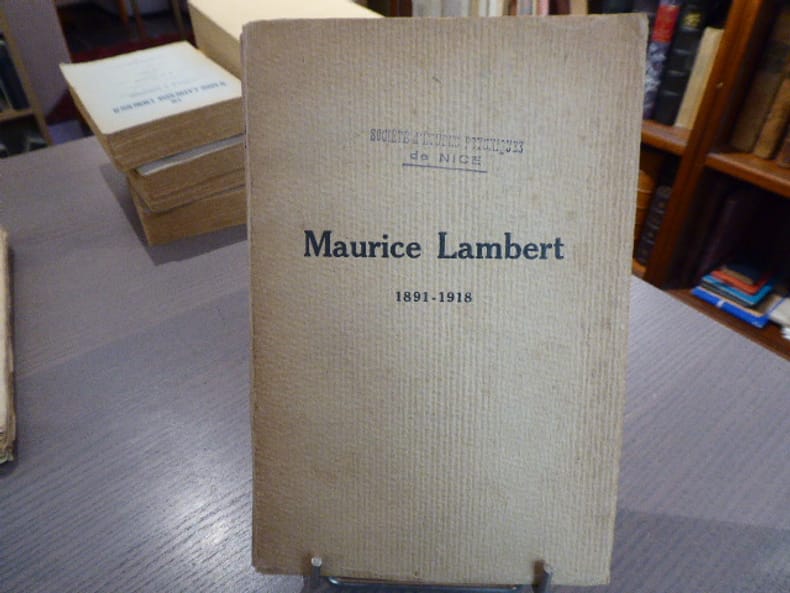 SOCIÉTÉ D'ÉTUDES PSYCHIQUES
de NICE
Maurice Lambert
1891-1918